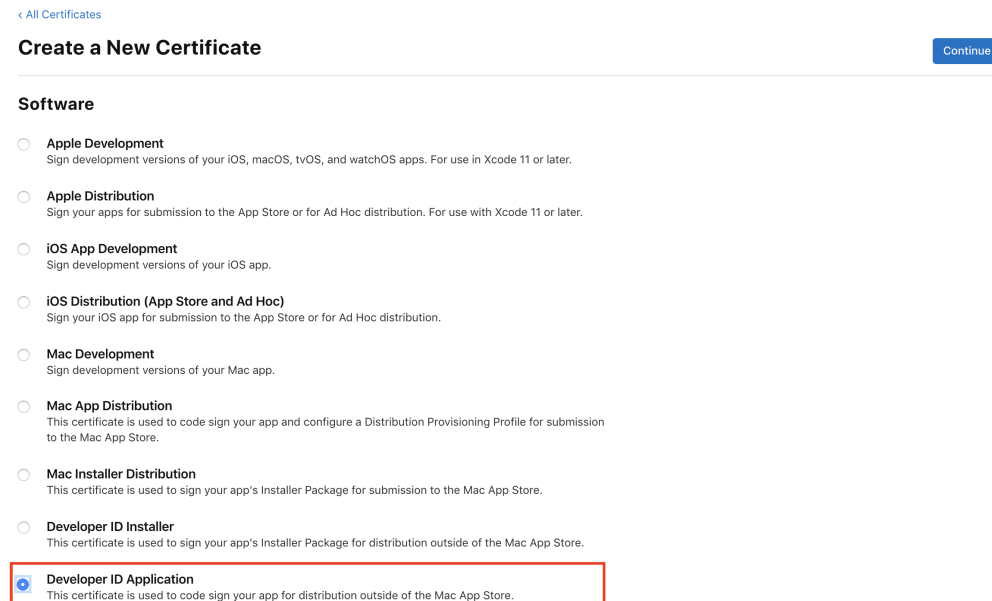 ‹ All Certificates
Create a New Certificate
Continue
Software
Apple Development
Sign development versions of your iOS, macOS, tvOS, and watchOS apps. For use in Xcode 11 or later.
Apple Distribution
Sign your apps for submission to the App Store or for Ad Hoc distribution. For use with Xcode 11 or later.
iOS App Development
Sign development versions of your iOS app.
iOS Distribution (App Store and Ad Hoc)
Sign your iOS app for submission to the App Store or for Ad Hoc distribution.
Mac Development
Sign development versions of your Mac app.
Mac App Distribution
This certificate is used to code sign your app and configure a Distribution Provisioning Profile for submission
to the Mac App Store.
Mac Installer Distribution
This certificate is used to sign your app's Installer Package for submission to the Mac App Store.
Developer ID Installer
This certificate is used to sign your app's Installer Package for distribution outside of the Mac App Store.
Developer ID Application
This certificate is used to code sign your app for distribution outside of the Mac App Store.